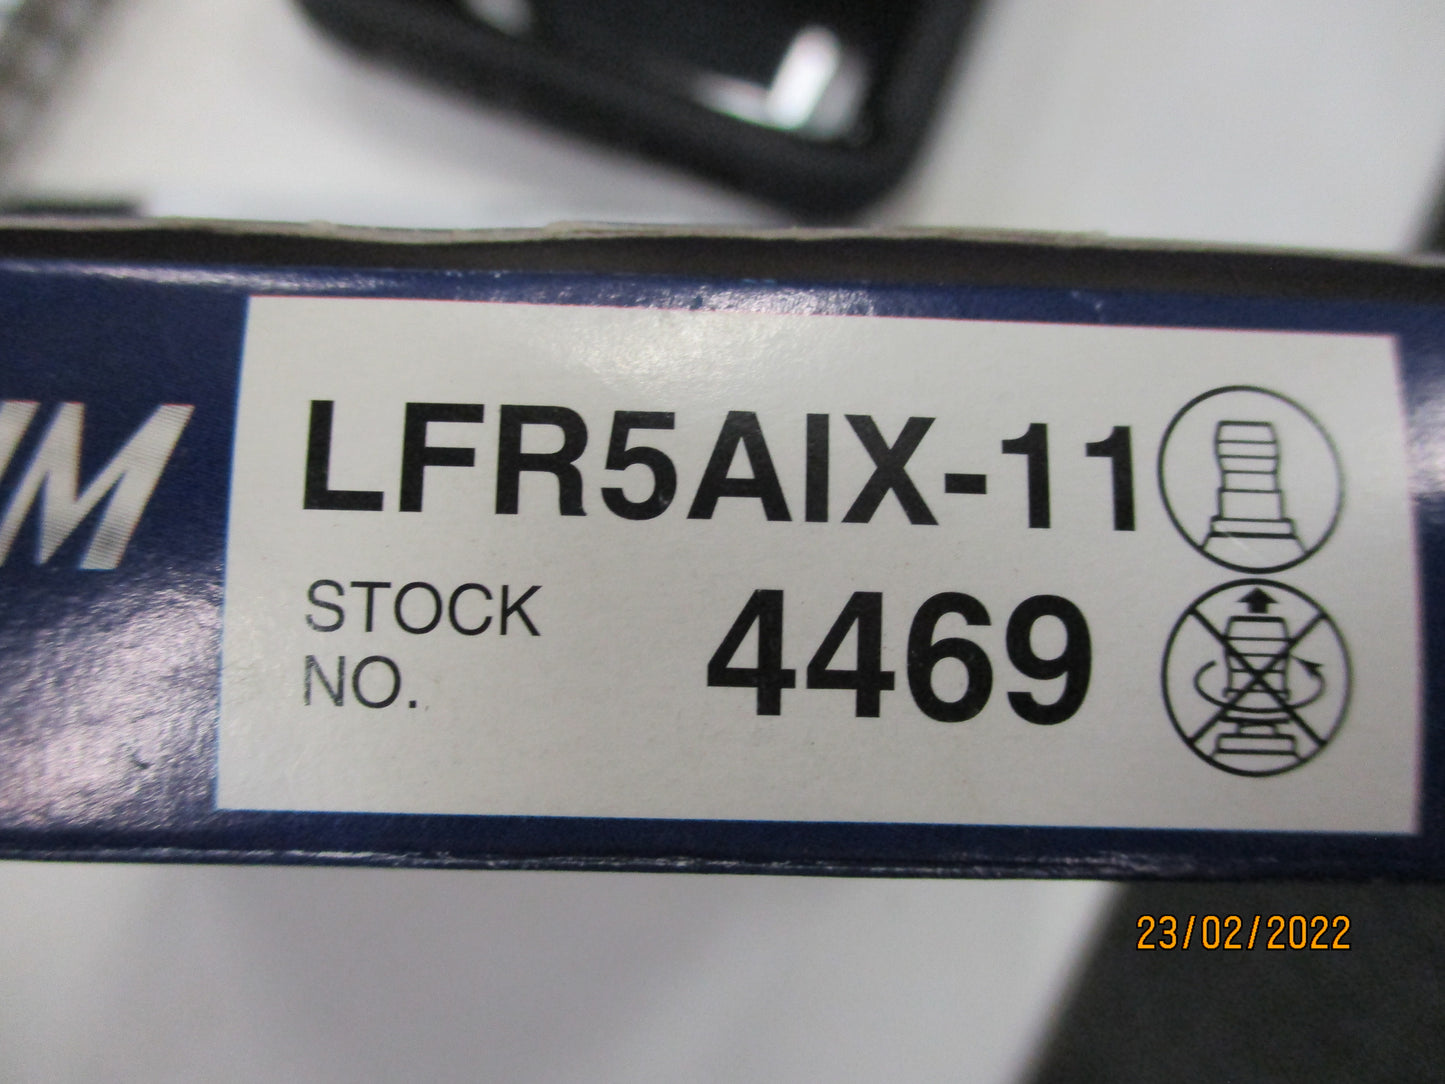 LFR5AIX-11
STOCK
NO.
4469
23/02/2022